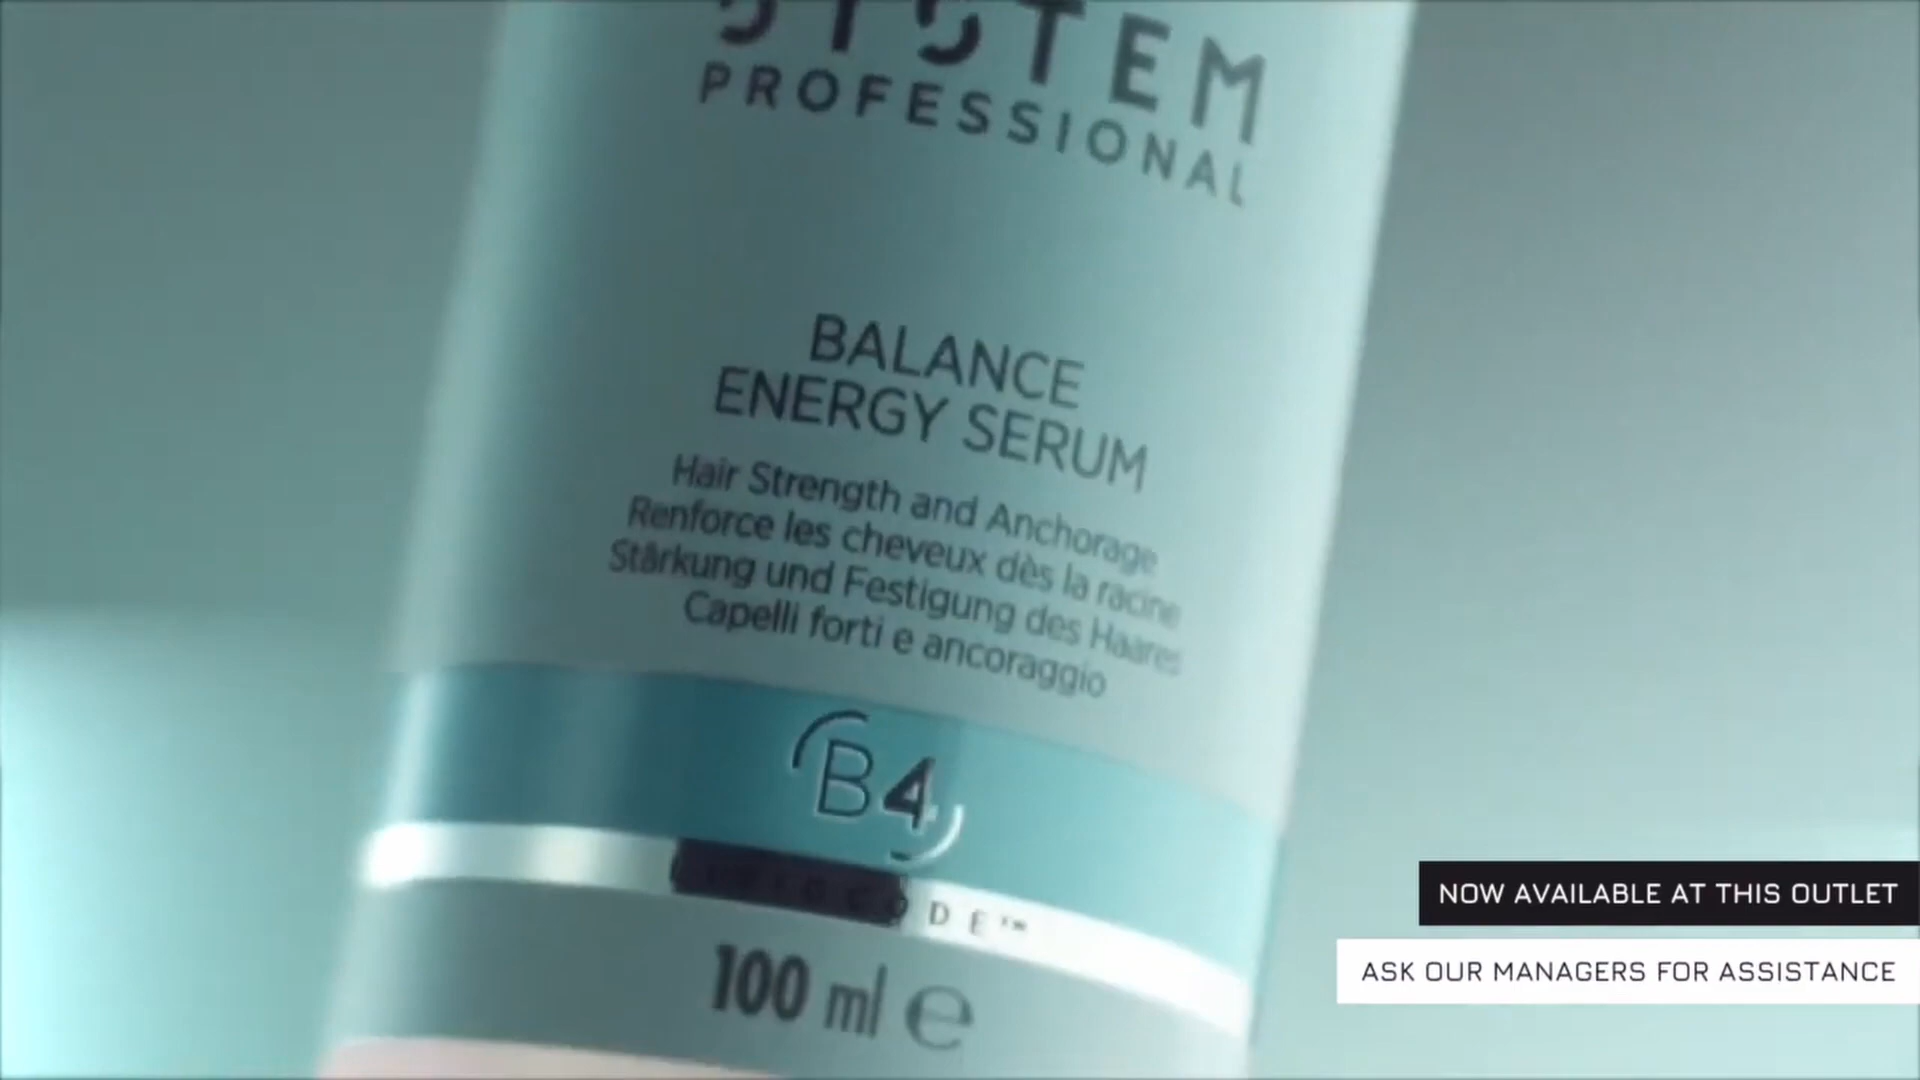 SYSTEM
PROFESSIONAL
BALANCE
ENERGY SERUM
Hair Strength and Anchorage
Renforce les cheveux dès la racine
Stärkung und Festigung des Haares
Capelli forti e ancoraggio
B4
100 ml e
NOW AVAILABLE AT THIS OUTLET
ASK OUR MANAGERS FOR ASSISTANCE